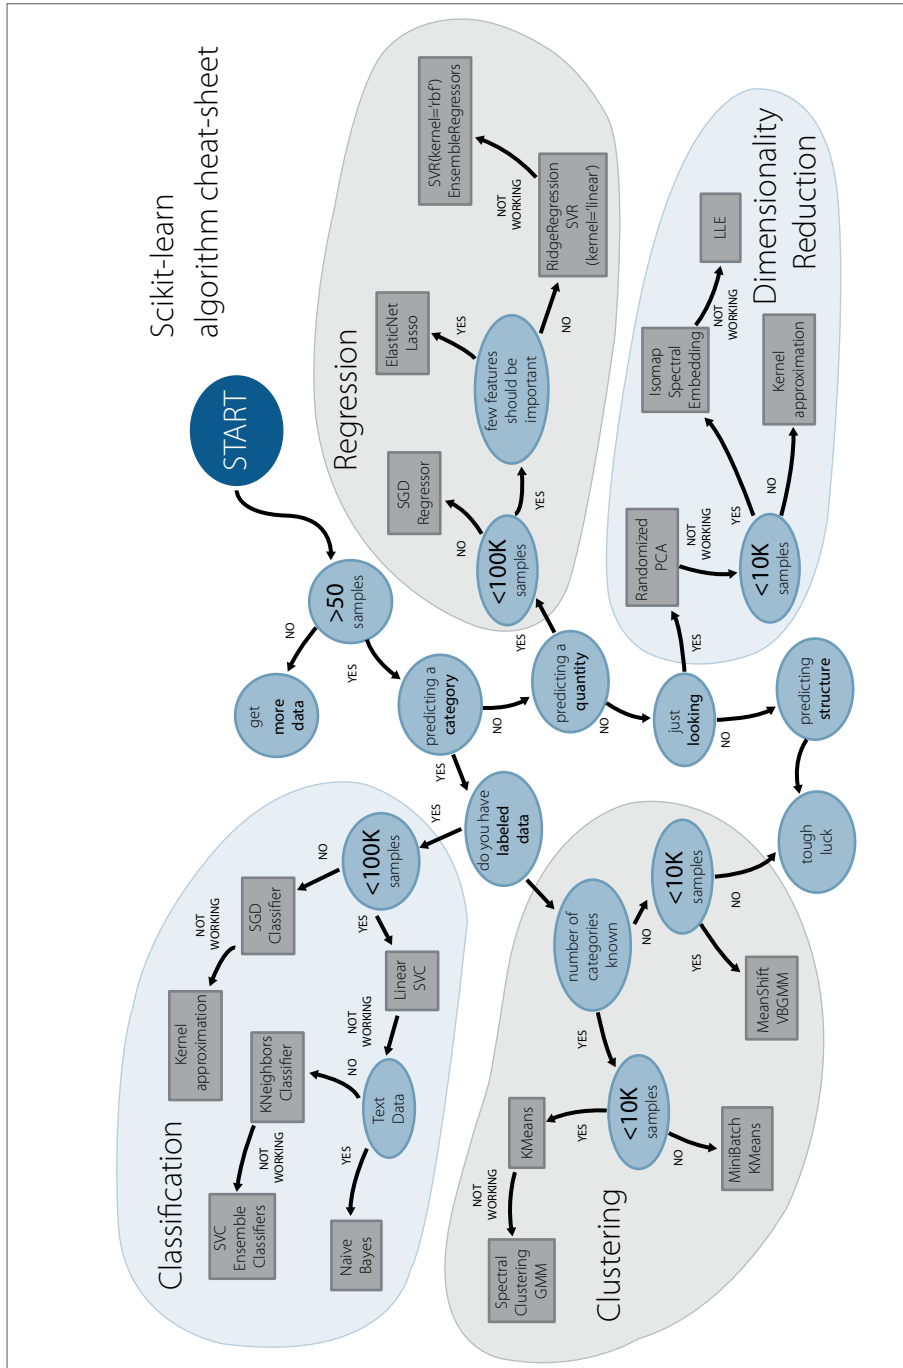 Scikit-learn
algorithm cheat-sheet
START
>50
samples
NO
get
more
data
YES
predicting a
category
YES
do you have
labeled
data
YES
Classification
<100K
samples
NO
SGD
Classifier
NOT
WORKING
Kernel
approximation
YES
Linear
SVC
NOT
WORKING
Text
Data
NO
KNeighbors
Classifier
NOT
WORKING
SVC
Ensemble
Classifiers
YES
Naive
Bayes
Clustering
number of
categories
known
YES
<10K
samples
YES
KMeans
NOT
WORKING
Spectral
Clustering
GMM
NO
MiniBatch
KMeans
NO
<10K
samples
YES
MeanShift
VBGMM
NO
tough
luck
NO
predicting a
quantity
YES
Regression
<100K
samples
NO
SGD
Regressor
YES
few features
should be
important
YES
ElasticNet
Lasso
NO
RidgeRegression
SVR
(kernel='linear')
NOT
WORKING
SVR(kernel='rbf')
EnsembleRegressors
NO
just
looking
YES
Dimensionality
Reduction
Randomized
PCA
NOT
WORKING
<10K
samples
YES
Isomap
Spectral
Embedding
NOT
WORKING
LLE
NO
Kernel
approximation
NO
predicting
structure